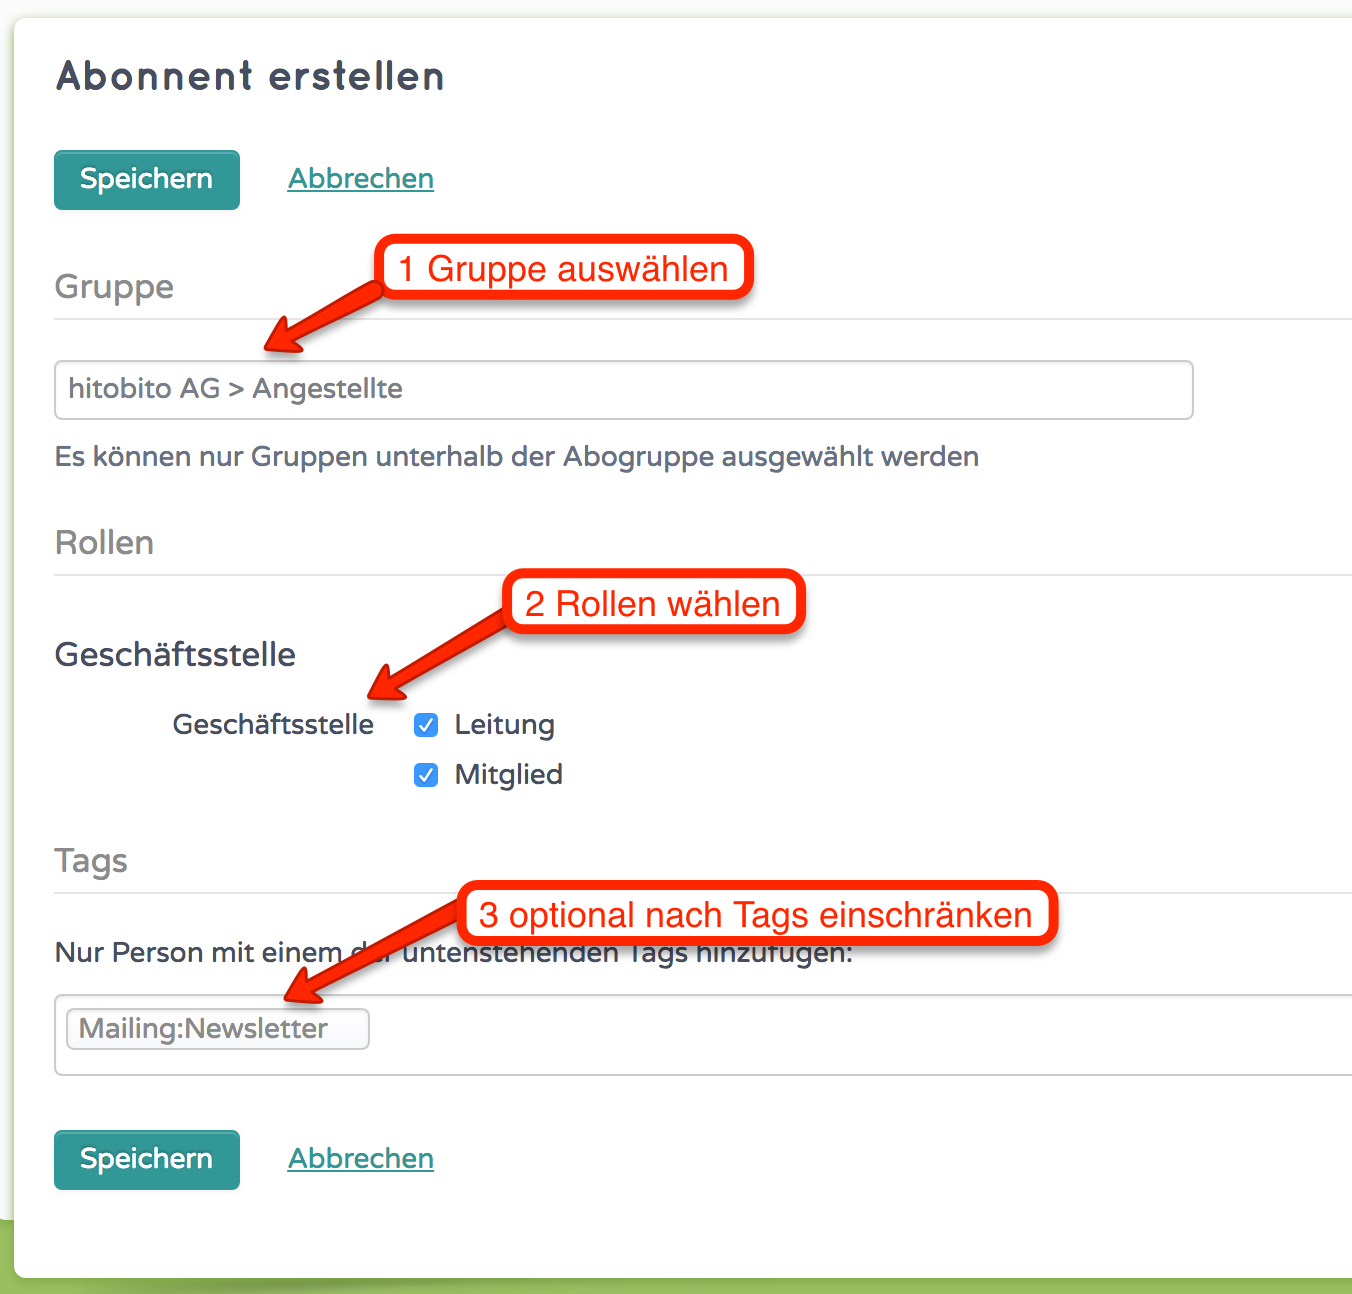 Abonnent erstellen
Speichern Abbrechen
1 Gruppe auswählen
Gruppe
hitobito AG > Angestellte
Es können nur Gruppen unterhalb der Abogruppe ausgewählt werden
Rollen
2 Rollen wählen
Geschäftsstelle
Geschäftsstelle Leitung
Mitglied
Tags
3 optional nach Tags einschränken
Nur Person mit einem der untenstehenden Tags hinzufügen:
Mailing:Newsletter
Speichern Abbrechen